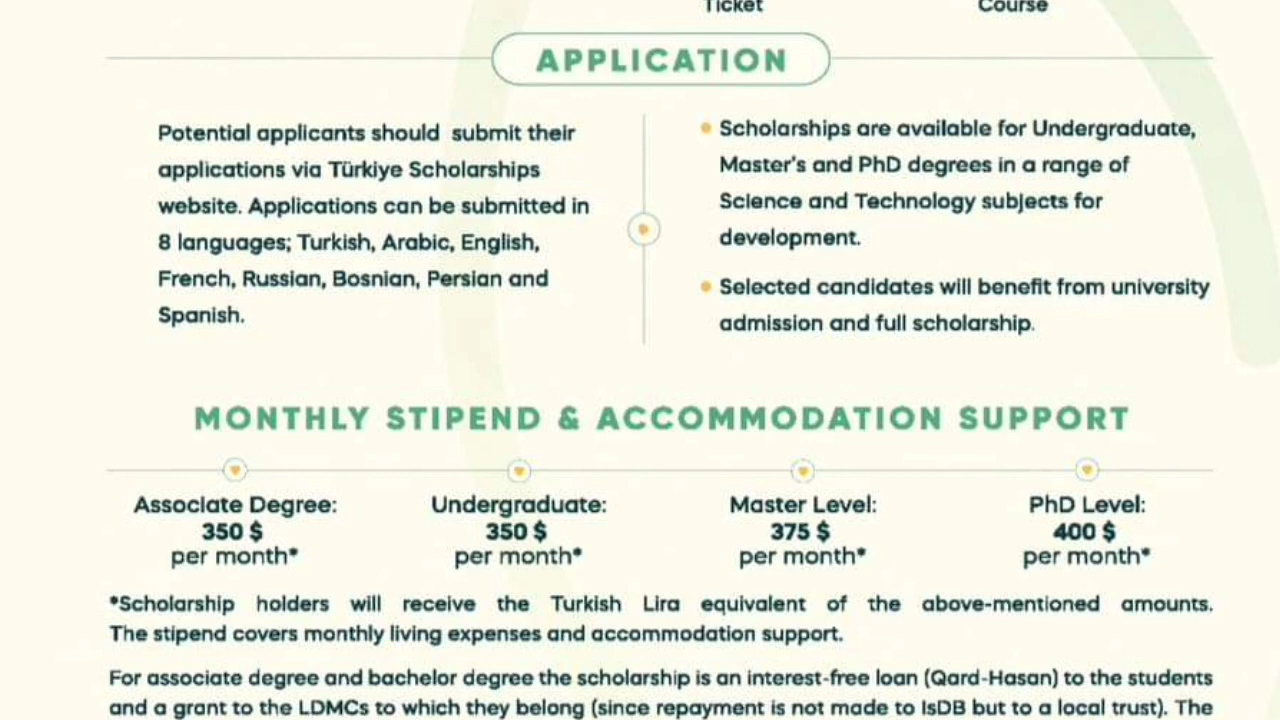 Ticket
Course
APPLICATION
Potential applicants should submit their
applications via Türkiye Scholarships
website. Applications can be submitted in
8 languages; Turkish, Arabic, English,
French, Russian, Bosnian, Persian and
Spanish.
Scholarships are available for Undergraduate,
Master's and PhD degrees in a range of
Science and Technology subjects for
development.
Selected candidates will benefit from university
admission and full scholarship.
MONTHLY STIPEND & ACCOMMODATION SUPPORT
Associate Degree:
350 $
per month*
Undergraduate:
350 $
per month*
Master Level:
375 $
per month*
PhD Level:
400 $
per month*
*Scholarship holders will receive the Turkish Lira equivalent of the above-mentioned amounts.
The stipend covers monthly living expenses and accommodation support.
For associate degree and bachelor degree the scholarship is an interest-free loan (Qard-Hasan) to the students
and a grant to the LDMCs to which they belong (since repayment is not made to IsDB but to a local trust). The